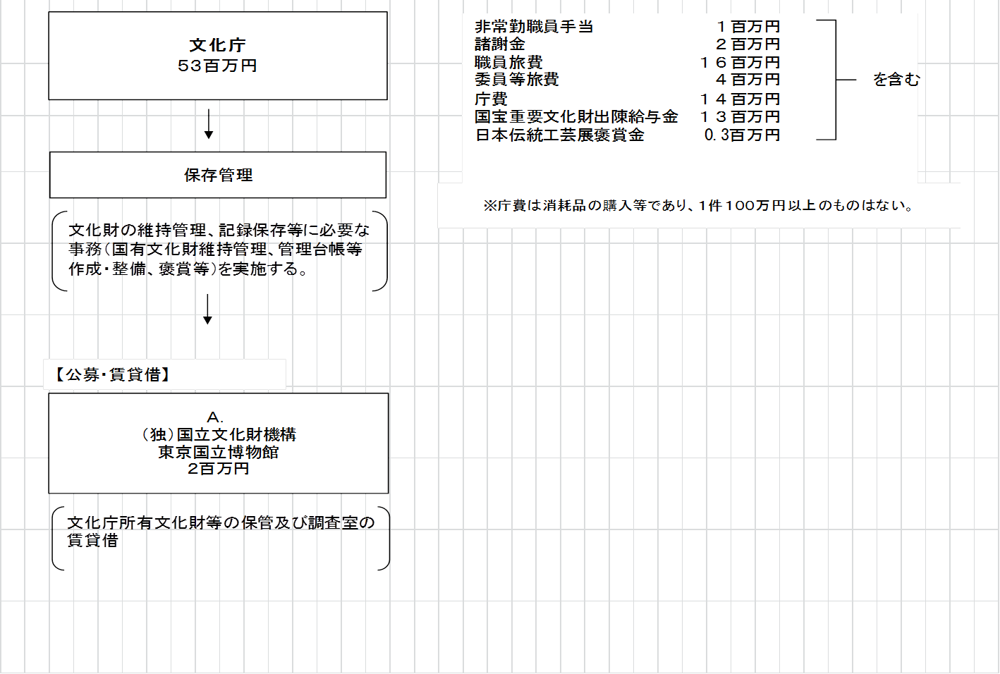 文化庁
53百万円
保存管理
文化財の維持管理、記録保存等に必要な
事務（国有文化財維持管理、管理台帳等
作成・整備、褒賞等）を実施する。
【公募・賃貸借】
A.
（独）国立文化財機構
東京国立博物館
2百万円
文化庁所有文化財等の保管及び調査室の
賃貸借
非常勤職員手当 1百万円
諸謝金 2百万円
職員旅費 16百万円
委員等旅費 4百万円
庁費 14百万円
国宝重要文化財出陳給与金 13百万円
日本伝統工芸展褒賞金 0.3百万円
を含む
※庁費は消耗品の購入等であり、1件100万円以上のものはない。